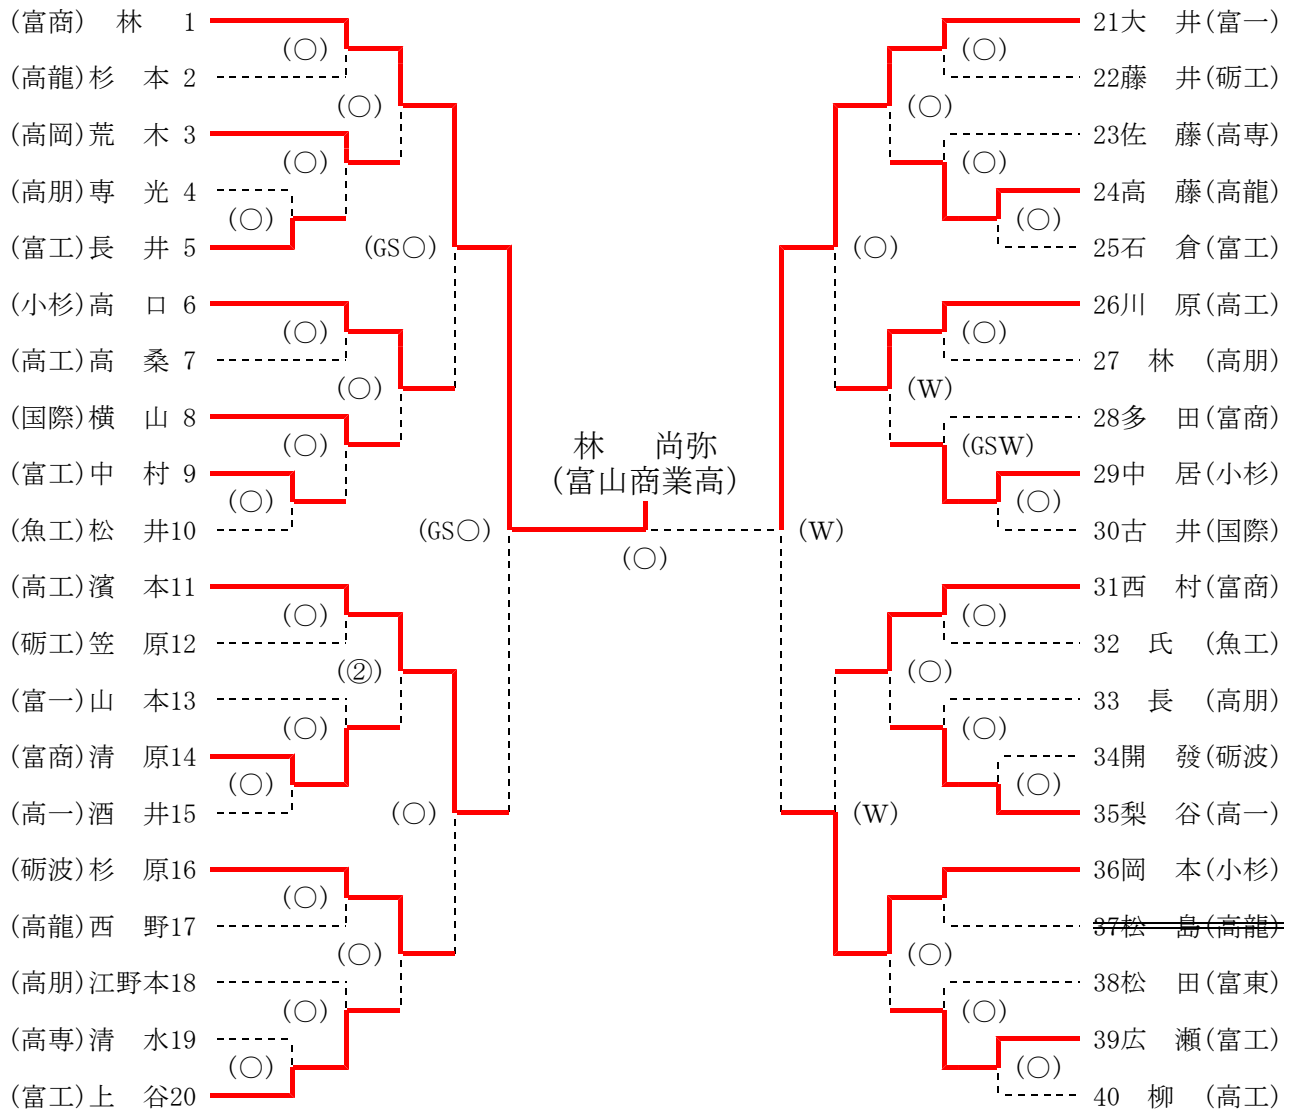 (富商) 林 1
(○)
(高龍)杉 本 2
(○)
(高岡)荒 木 3
(○)
(高朋)専 光 4
(○)
(富工)長 井 5
(GS○)
(小杉)高 口 6
(○)
(高工)高 桑 7
(○)
(国際)横 山 8
(○)
(富工)中 村 9
(○)
(魚工)松 井10
(GS○)
(高工)濱 本11
(○)
(砺工)笠 原12
(②)
(富一)山 本13
(○)
(富商)清 原14
(○)
(高一)酒 井15
(○)
(砺波)杉 原16
(○)
(高龍)西 野17
(○)
(高朋)江野本18
(○)
(高専)清 水19
(○)
(富工)上 谷20
林 尚弥
(富山商業高)
(○)
21大 井(富一)
(○)
22藤 井(砺工)
(○)
23佐 藤(高専)
(○)
24高 藤(高龍)
(○)
25石 倉(富工)
(○)
26川 原(高工)
(○)
27 林 (高朋)
(W)
28多 田(富商)
(GSW)
29中 居(小杉)
(○)
30古 井(国際)
(W)
31西 村(富商)
(○)
32 氏 (魚工)
(○)
33 長 (高朋)
(○)
34開 發(砺波)
(○)
35梨 谷(高一)
(W)
36岡 本(小杉)
37松 島(高龍)
(○)
38松 田(富東)
(○)
39広 瀬(富工)
(○)
40 柳 (高工)